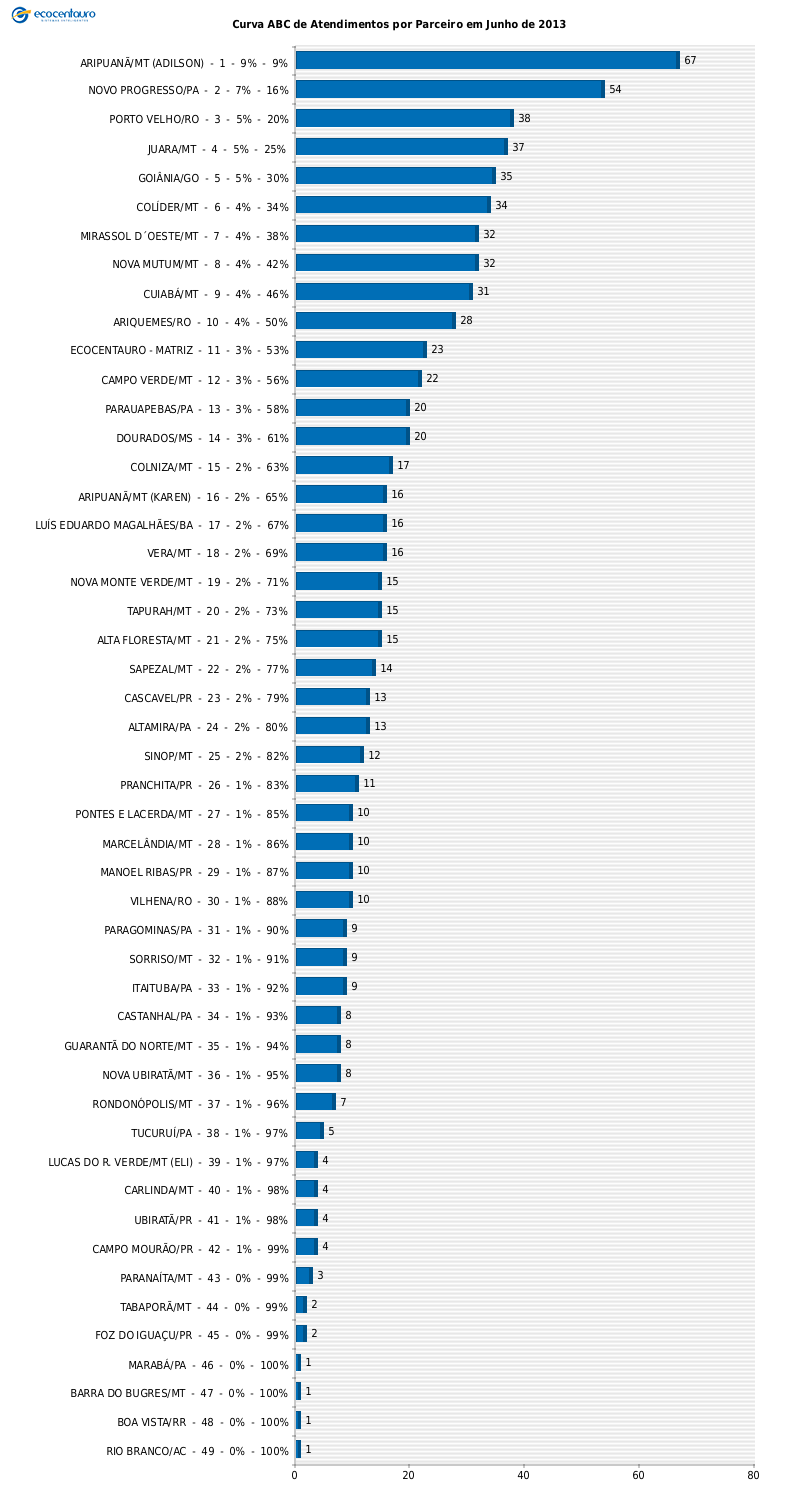 ecocentauro
Curva ABC de Atendimentos por Parceiro em Junho de 2013
ARIPUANÃ/MT (ADILSON) - 1 - 9% - 9% 67
NOVO PROGRESSO/PA - 2 - 7% - 16% 54
PORTO VELHO/RO - 3 - 5% - 20% 38
JUARA/MT - 4 - 5% - 25% 37
GOIÂNIA/GO - 5 - 5% - 30% 35
COLÍDER/MT - 6 - 4% - 34% 34
MIRASSOL D´OESTE/MT - 7 - 4% - 38% 32
NOVA MUTUM/MT - 8 - 4% - 42% 32
CUIABÁ/MT - 9 - 4% - 46% 31
ARIQUEMES/RO - 10 - 4% - 50% 28
ECOCENTAURO - MATRIZ - 11 - 3% - 53% 23
CAMPO VERDE/MT - 12 - 3% - 56% 22
PARAUAPEBAS/PA - 13 - 3% - 58% 20
DOURADOS/MS - 14 - 3% - 61% 20
COLNIZA/MT - 15 - 2% - 63% 17
ARIPUANÃ/MT (KAREN) - 16 - 2% - 65% 16
LUÍS EDUARDO MAGALHÃES/BA - 17 - 2% - 67% 16
VERA/MT - 18 - 2% - 69% 16
NOVA MONTE VERDE/MT - 19 - 2% - 71% 15
TAPURAH/MT - 20 - 2% - 73% 15
ALTA FLORESTA/MT - 21 - 2% - 75% 15
SAPEZAL/MT - 22 - 2% - 77% 14
CASCAVEL/PR - 23 - 2% - 79% 13
ALTAMIRA/PA - 24 - 2% - 80% 13
SINOP/MT - 25 - 2% - 82% 12
PRANCHITA/PR - 26 - 1% - 83% 11
PONTES E LACERDA/MT - 27 - 1% - 85% 10
MARCELÂNDIA/MT - 28 - 1% - 86% 10
MANOEL RIBAS/PR - 29 - 1% - 87% 10
VILHENA/RO - 30 - 1% - 88% 10
PARAGOMINAS/PA - 31 - 1% - 90% 9
SORRISO/MT - 32 - 1% - 91% 9
ITAITUBA/PA - 33 - 1% - 92% 9
CASTANHAL/PA - 34 - 1% - 93% 8
GUARANTÃ DO NORTE/MT - 35 - 1% - 94% 8
NOVA UBIRATÃ/MT - 36 - 1% - 95% 8
RONDONÓPOLIS/MT - 37 - 1% - 96% 7
TUCURUÍ/PA - 38 - 1% - 97% 5
LUCAS DO R. VERDE/MT (ELI) - 39 - 1% - 97% 4
CARLINDA/MT - 40 - 1% - 98% 4
UBIRATÃ/PR - 41 - 1% - 98% 4
CAMPO MOURÃO/PR - 42 - 1% - 99% 4
PARANAÍTA/MT - 43 - 0% - 99% 3
TABAPORÃ/MT - 44 - 0% - 99% 2
FOZ DO IGUAÇU/PR - 45 - 0% - 99% 2
MARABÁ/PA - 46 - 0% - 100% 1
BARRA DO BUGRES/MT - 47 - 0% - 100% 1
BOA VISTA/RR - 48 - 0% - 100% 1
RIO BRANCO/AC - 49 - 0% - 100% 1
0 20 40 60 80